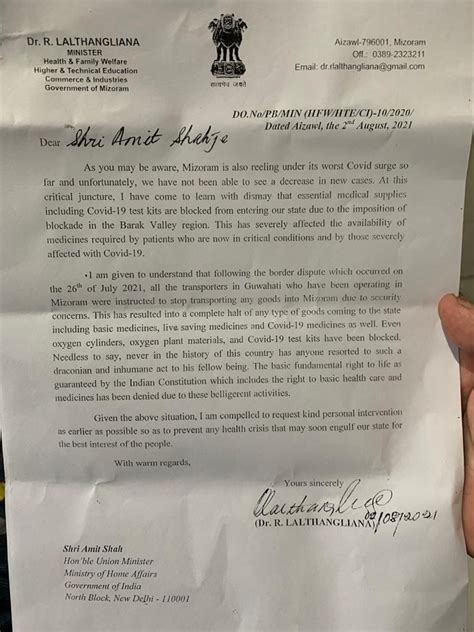 Dr. R. LALTHANGLIANA
MINISTER
Health & Family Welfare
Higher & Technical Education
Commerce & Industries
Government of Mizoram
सत्यमेव जयते
Aizawl-796001, Mizoram
Off.: 0389-2323211
Email: dr.rlalthangliana@gmail.com
DO.No/PB/MIN (HFW/HTE/CI)-10/2020/
Dated Aizawl, the 2nd August, 2021
Dear Shri Amit Shahje
As you may be aware, Mizoram is also reeling under its worst Covid surge so
far and unfortunately, we have not been able to see a decrease in new cases. At this
critical juncture, I have come to learn with dismay that essential medical supplies
including Covid-19 test kits are blocked from entering our state due to the imposition of
blockade in the Barak Valley region. This has severely affected the availability of
medicines required by patients who are now in critical conditions and by those severely
affected with Covid-19.
I am given to understand that following the border dispute which occurred on
the 26th of July 2021, all the transporters in Guwahati who have been operating in
Mizoram were instructed to stop transporting any goods into Mizoram due to security
concerns. This has resulted into a complete halt of any type of goods coming to the state
including basic medicines, live saving medicines and Covid-19 medicines as well. Even
oxygen cylinders, oxygen plant materials, and Covid-19 test kits have been blocked.
Needless to say, never in the history of this country has anyone resorted to such a
draconian and inhumane act to his fellow being. The basic fundamental right to life as
guaranteed by the Indian Constitution which includes the right to basic health care and
medicines has been denied due to these belligerent activities.
Given the above situation, I am compelled to request kind personal intervention
as earlier as possible so as to prevent any health crisis that may soon engulf our state for
the best interest of the people.
With warm regards,
Yours sincerely
(Dr. R. LALTHANGLIANA) 02/08/2021
Shri Amit Shah
Hon'ble Union Minister
Ministry of Home Affairs
Government of India
North Block, New Delhi - 110001